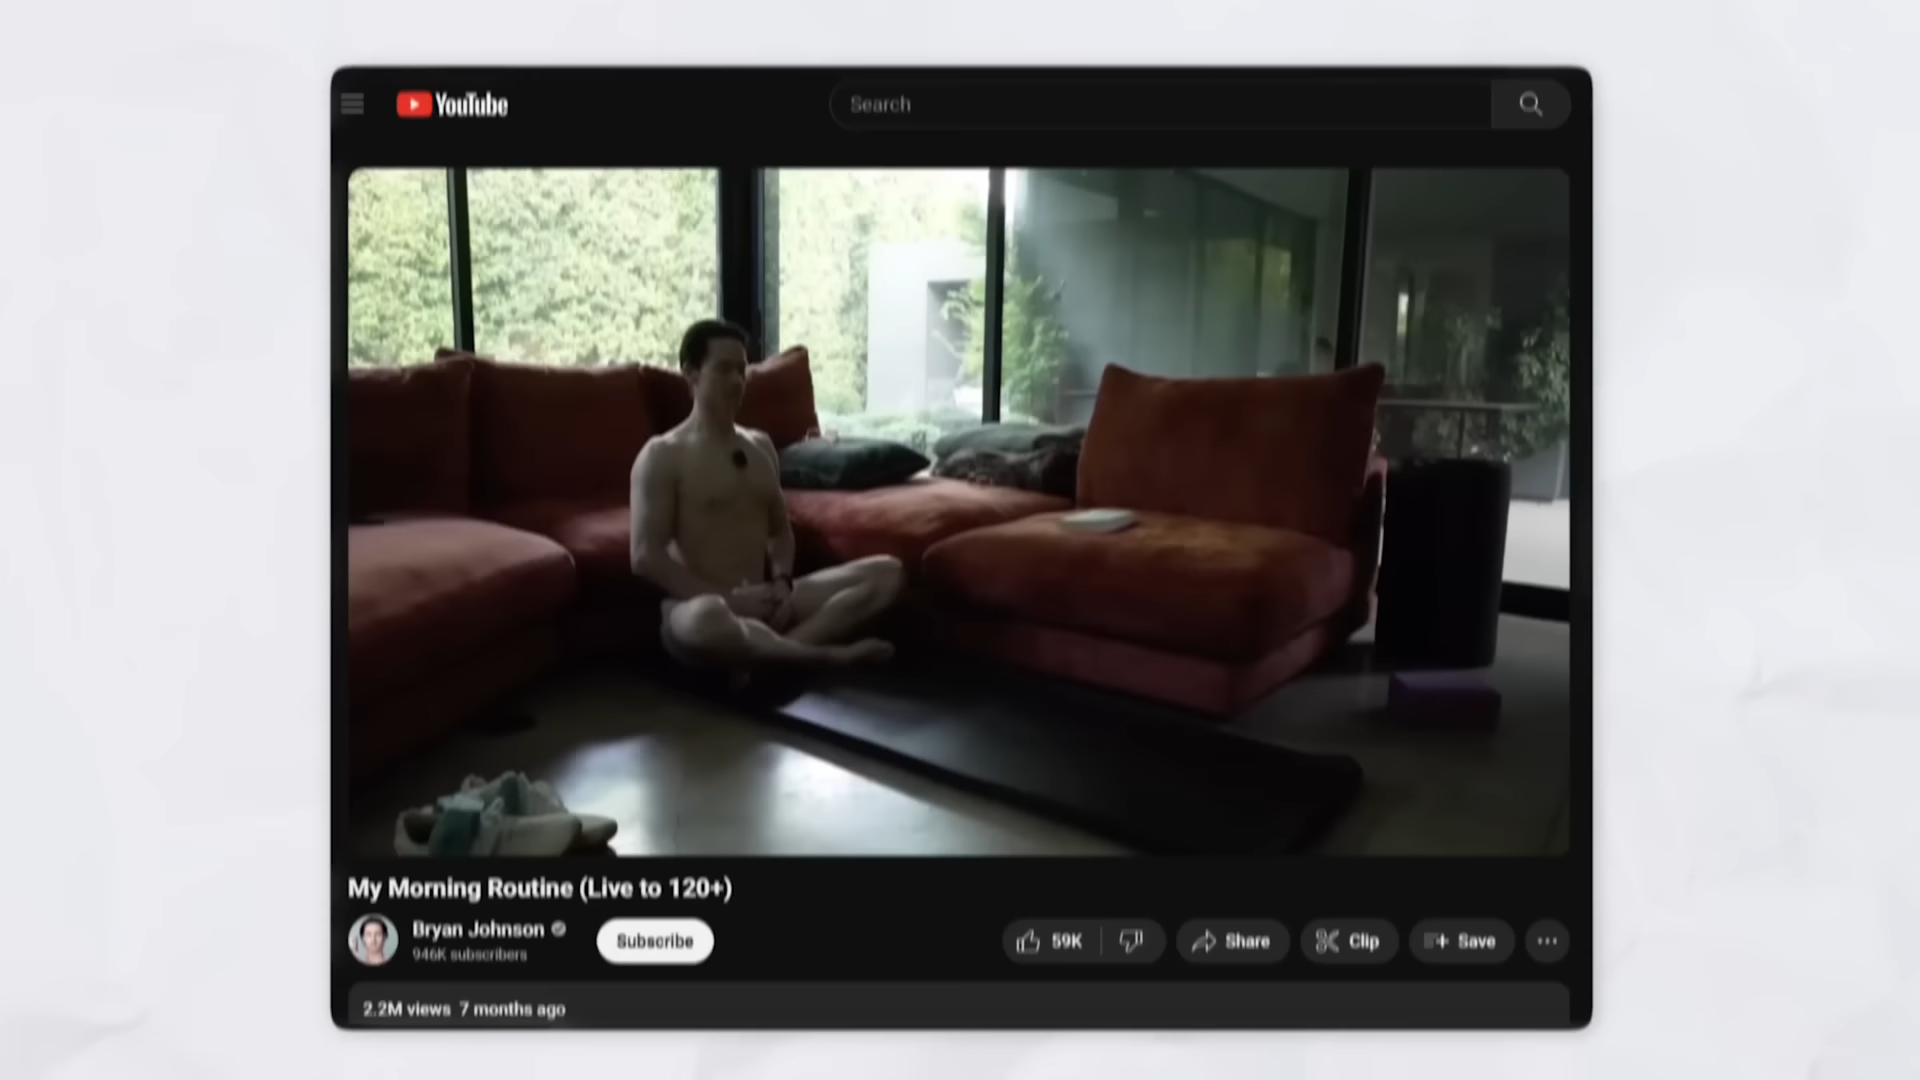 YouTube
Search
My Morning Routine (Live to 120+)
Bryan Johnson
946K subscribers
Subscribe
59K
Share
Clip
Save
2.2M views 7 months ago